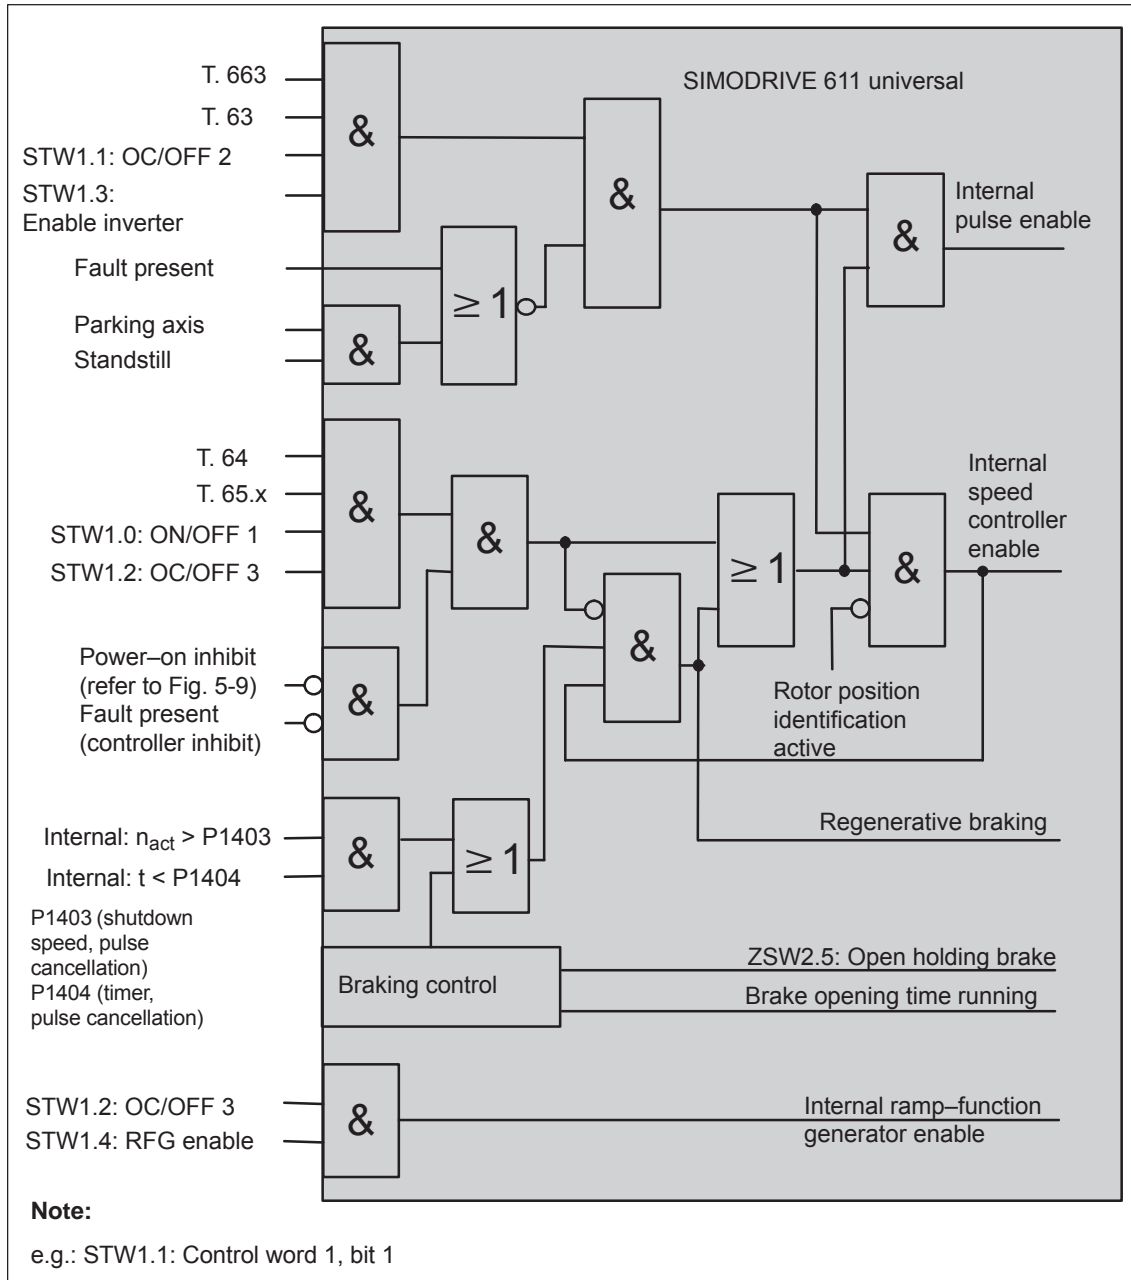 SIMODRIVE 611 universal
T. 663
T. 63
STW1.1: OC/OFF 2
STW1.3:
Enable inverter
&
&
&
Internal
pulse enable
Fault present
Parking axis
Standstill
&
≥ 1
T. 64
T. 65.x
STW1.0: ON/OFF 1
STW1.2: OC/OFF 3
&
&
≥ 1
&
Internal
speed
controller
enable
Power–on inhibit
(refer to Fig. 5-9)
Fault present
(controller inhibit)
&
&
Rotor position
identification
active
Internal: nact > P1403
Internal: t < P1404
&
≥ 1
Regenerative braking
P1403 (shutdown
speed, pulse
cancellation)
P1404 (timer,
pulse cancellation)
Braking control
ZSW2.5: Open holding brake
Brake opening time running
STW1.2: OC/OFF 3
STW1.4: RFG enable
&
Internal ramp–function
generator enable
Note:
e.g.: STW1.1: Control word 1, bit 1